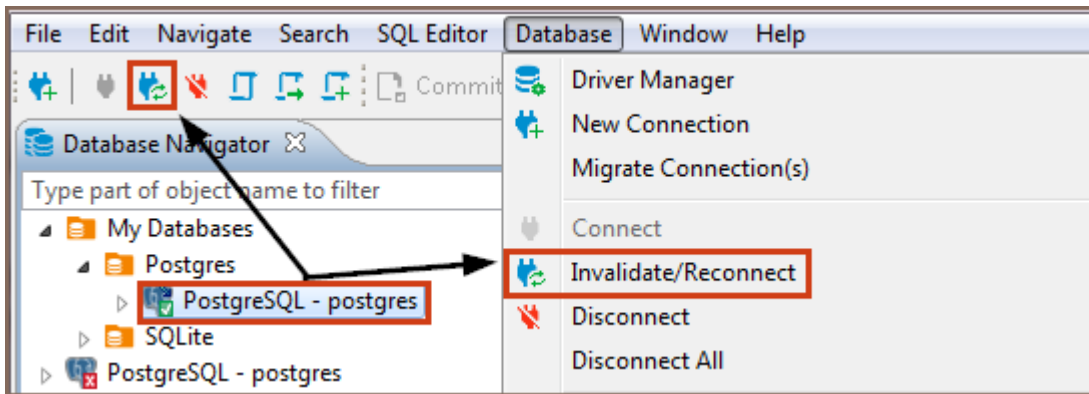 File Edit Navigate Search SQL Editor Database Window Help
Commit
Database Navigator
Type part of object name to filter
My Databases
Postgres
PostgreSQL - postgres
SQLite
PostgreSQL - postgres
Driver Manager
New Connection
Migrate Connection(s)
Connect
Invalidate/Reconnect
Disconnect
Disconnect All